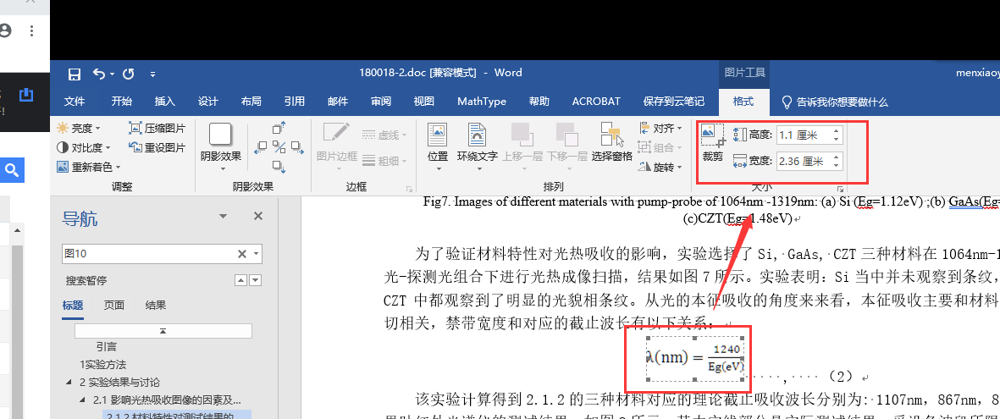 180018-2.doc [兼容模式] - Word
图片工具
menxiaoy
文件 开始 插入 设计 布局 引用 邮件 审阅 视图 MathType 帮助 ACROBAT 保存到云笔记 格式 告诉我你想要做什么
亮度 压缩图片
对比度 重设图片
重新着色
调整
阴影效果
阴影效果
图片边框 虚线
粗细
边框
位置 环绕文字 上移一层 下移一层 选择窗格
对齐
组合
旋转
排列
裁剪
高度: 1.1 厘米
宽度: 2.36 厘米
大小
导航
图10
搜索暂停
标题 页面 结果
引言
1实验方法
2 实验结果与讨论
2.1 影响光热吸收图像的因素及...
2.1.2 材料特性对测试结果的
Fig7. Images of different materials with pump-probe of 1064nm -1319nm: (a) Si (Eg=1.12eV) ;(b) GaAs(Eg=
(c)CZT(Eg=1.48eV)
为了验证材料特性对光热吸收的影响，实验选择了 Si, GaAs, CZT 三种材料在 1064nm-1
光-探测光组合下进行光热成像扫描，结果如图 7 所示。实验表明：Si 当中并未观察到条纹，
CZT 中都观察到了明显的光貌相条纹。从光的本征吸收的角度来来看，本征吸收主要和材料
切相关，禁带宽度和对应的截止波长有以下关系：
λ(nm) = 1240/Eg(eV) , （2）
该实验计算得到 2.1.2 的三种材料对应的理论截止吸收波长分别为: 1107nm，867nm，8